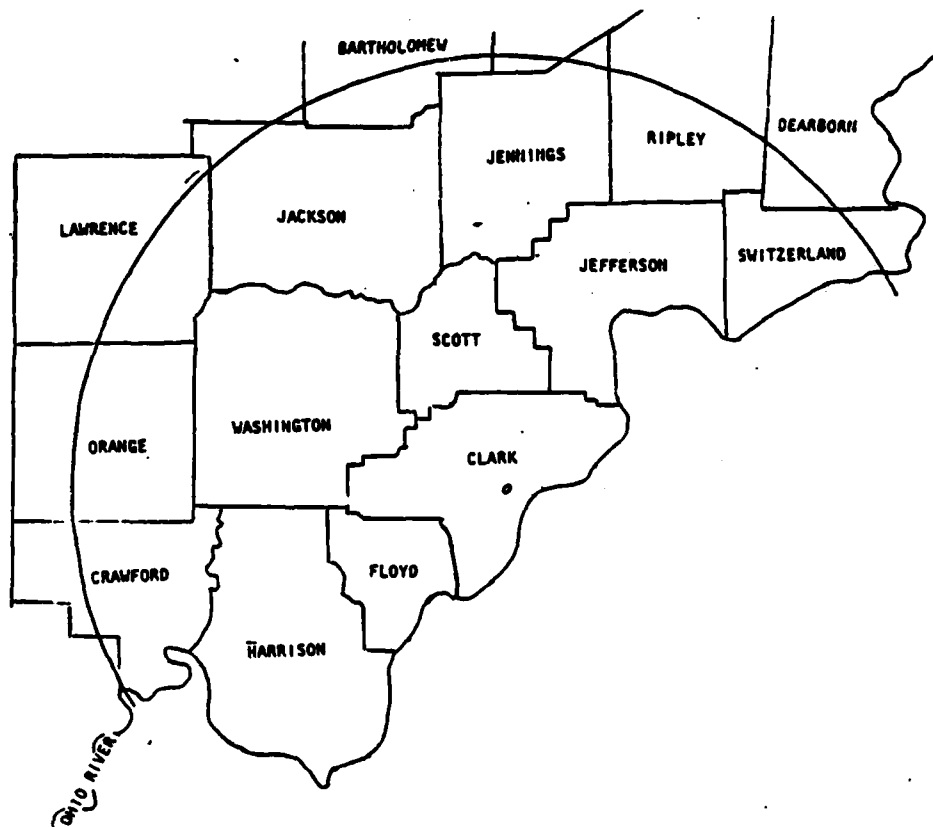 BARTHOLOMEW
DEARBORN
RIPLEY
JENNINGS
JACKSON
LAWRENCE
SWITZERLAND
JEFFERSON
SCOTT
WASHINGTON
ORANGE
CLARK
FLOYD
CRAWFORD
HARRISON
OHIO RIVER